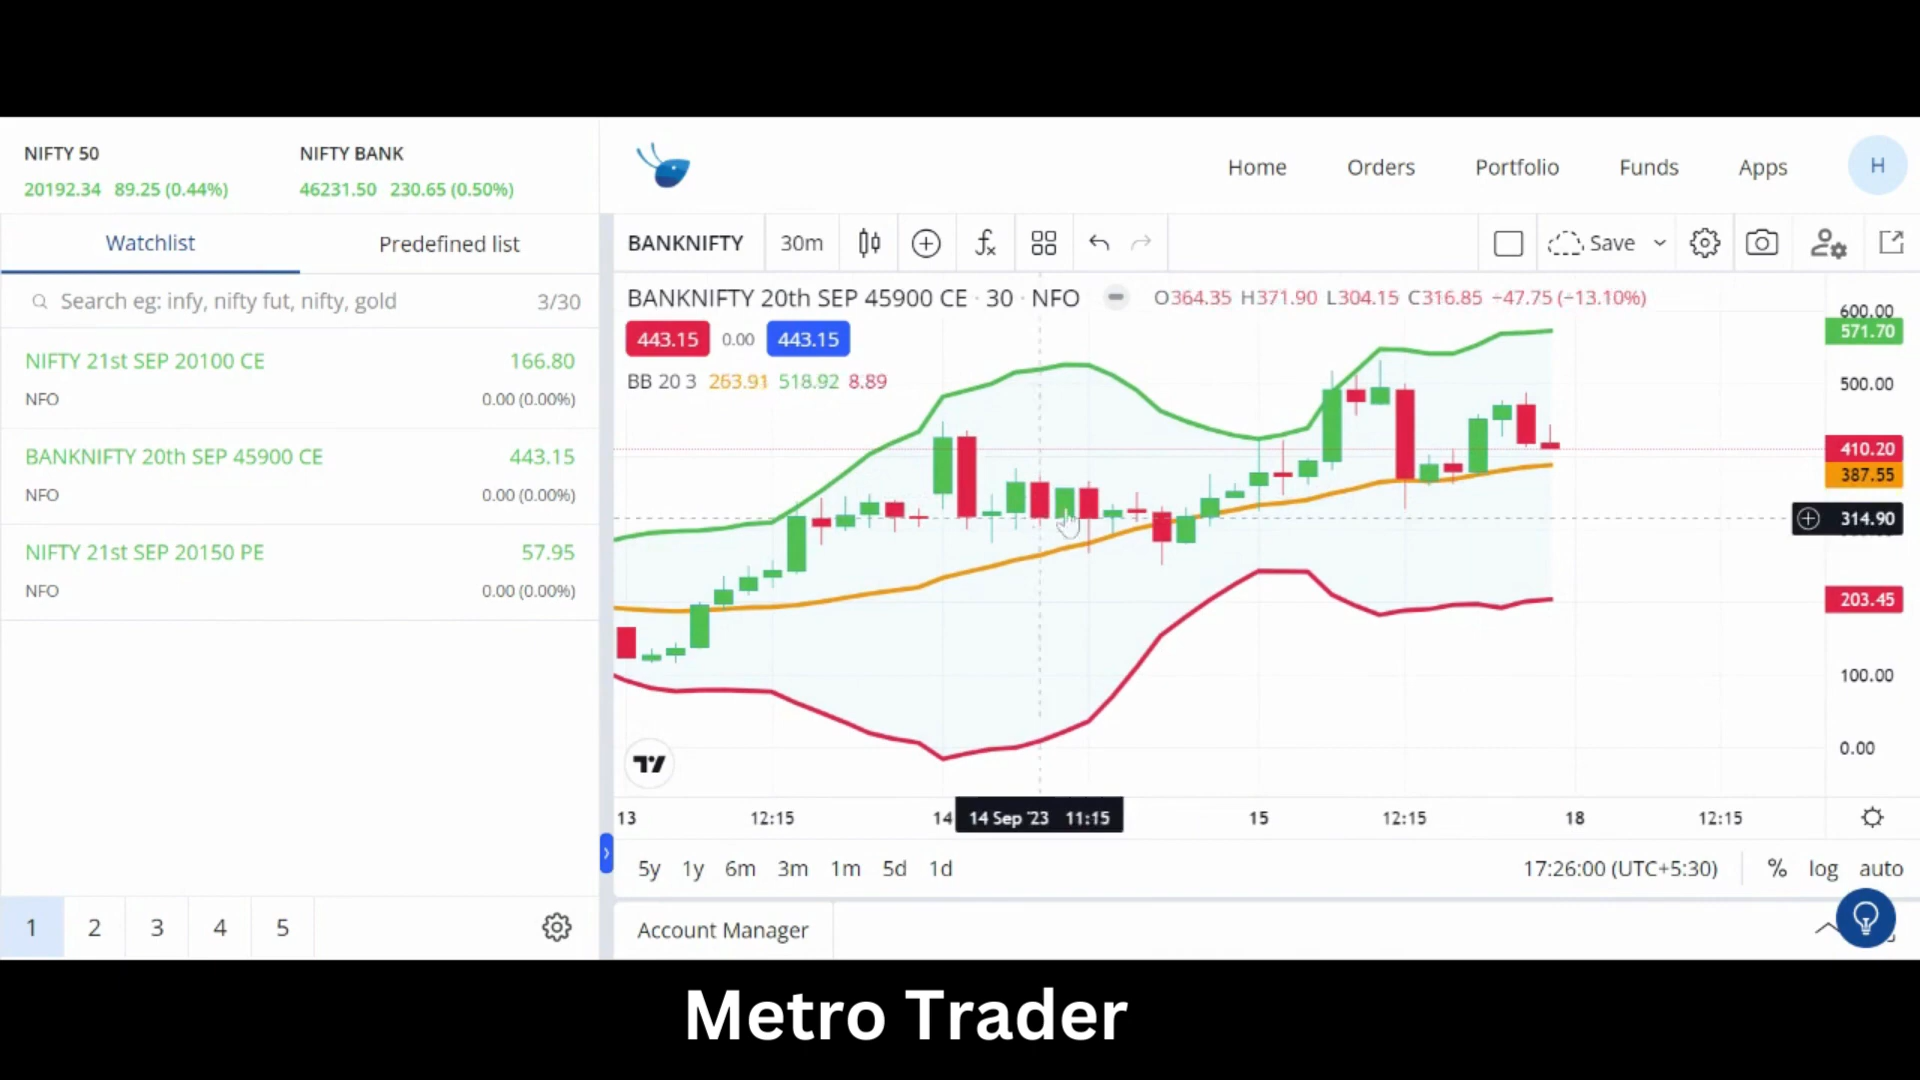 NIFTY 50
20192.34 89.25 (0.44%)
NIFTY BANK
46231.50 230.65 (0.50%)
Home Orders Portfolio Funds Apps H
Watchlist Predefined list
Search eg: infy, nifty fut, nifty, gold 3/30
NIFTY 21st SEP 20100 CE 166.80
NFO 0.00 (0.00%)
BANKNIFTY 20th SEP 45900 CE 443.15
NFO 0.00 (0.00%)
NIFTY 21st SEP 20150 PE 57.95
NFO 0.00 (0.00%)
1 2 3 4 5
BANKNIFTY 30m fx Save
BANKNIFTY 20th SEP 45900 CE · 30 · NFO O364.35 H371.90 L304.15 C316.85 −47.75 (−13.10%)
443.15 0.00 443.15
BB 20 3 263.91 518.92 8.89
600.00
571.70
500.00
410.20
387.55
314.90
203.45
100.00
0.00
13 12:15 14 14 Sep '23 11:15 15 12:15 18 12:15
5y 1y 6m 3m 1m 5d 1d 17:26:00 (UTC+5:30) % log auto
Account Manager
Metro Trader